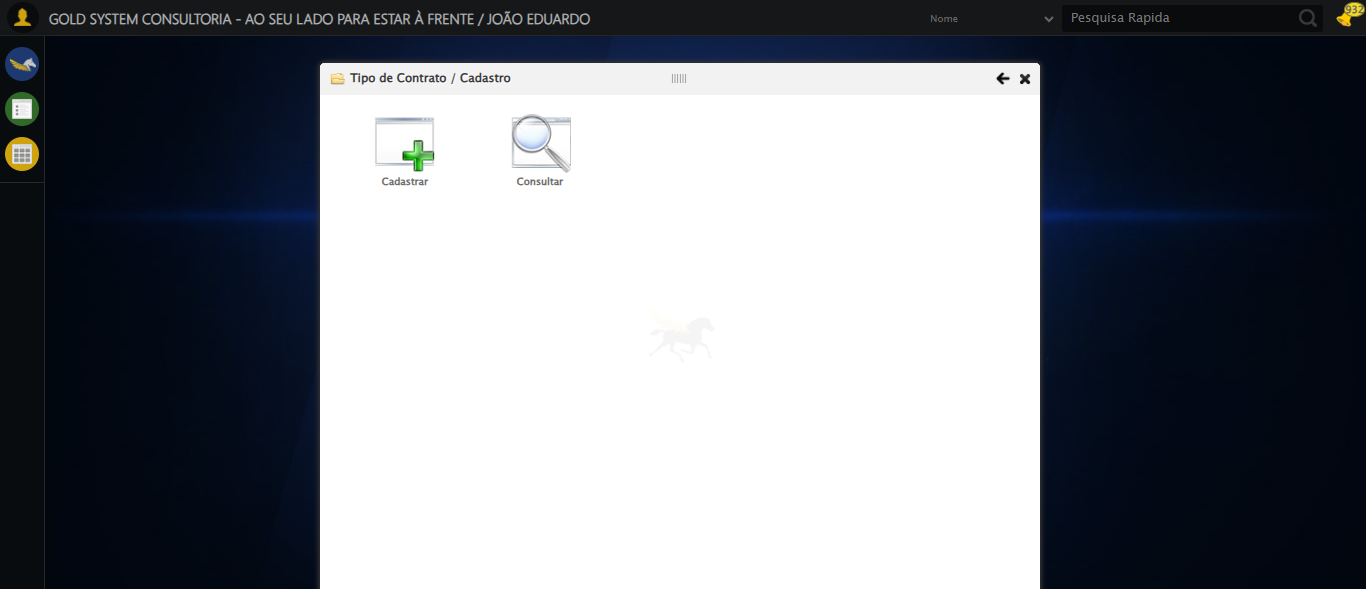 GOLD SYSTEM CONSULTORIA - AO SEU LADO PARA ESTAR À FRENTE / JOÃO EDUARDO
Nome
Pesquisa Rapida
932
Tipo de Contrato / Cadastro
Cadastrar
Consultar